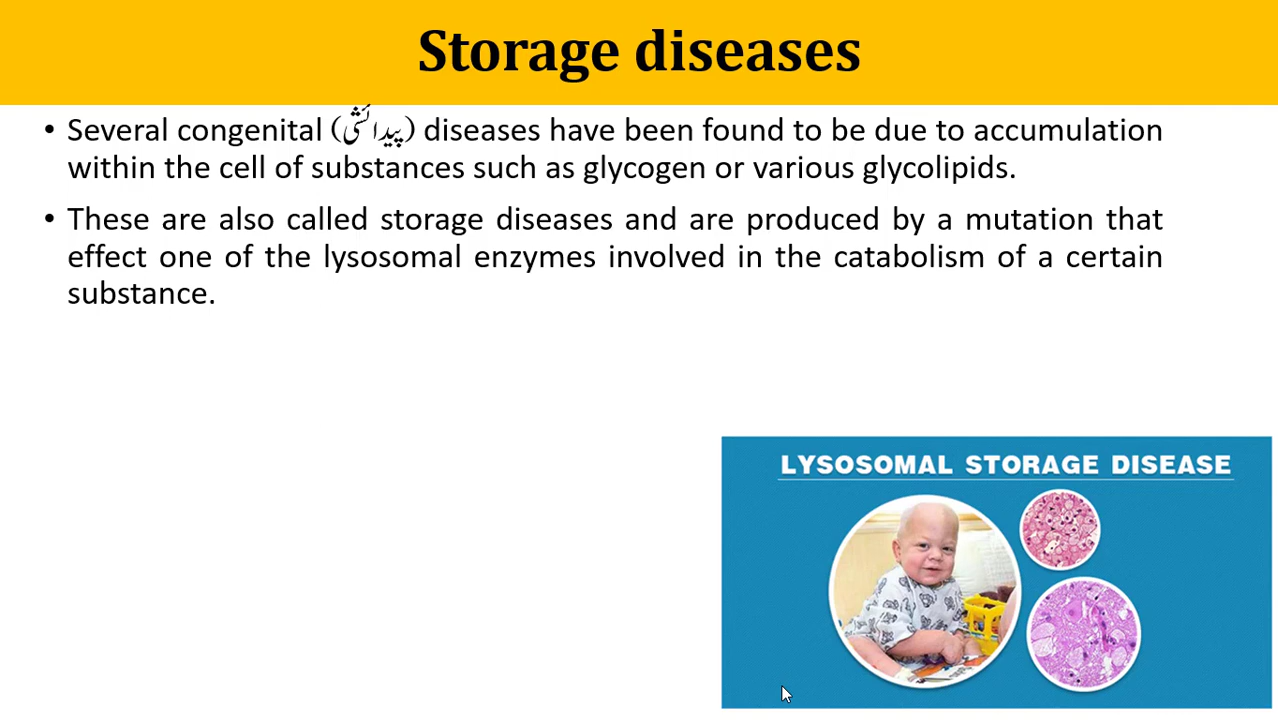 Storage diseases
• Several congenital (پیدائشی) diseases have been found to be due to accumulation
within the cell of substances such as glycogen or various glycolipids.
• These are also called storage diseases and are produced by a mutation that
effect one of the lysosomal enzymes involved in the catabolism of a certain
substance.
LYSOSOMAL STORAGE DISEASE